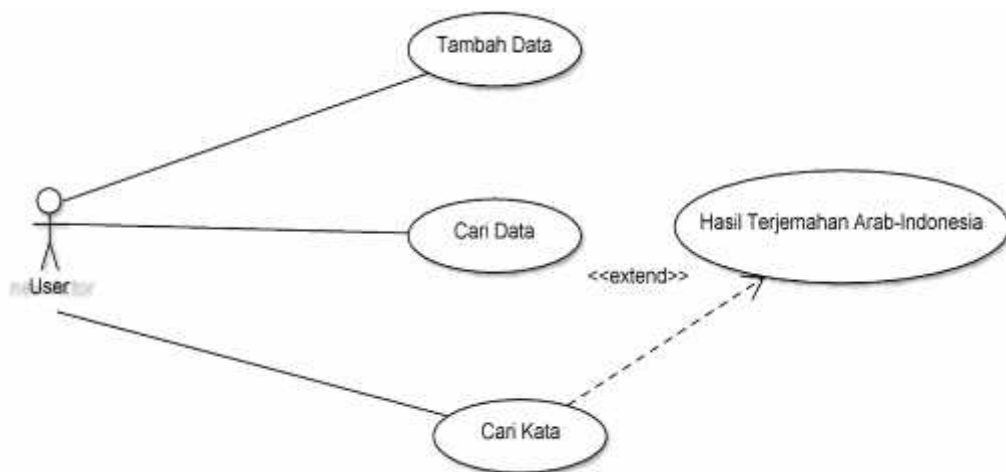 Tambah Data
Cari Data
Hasil Terjemahan Arab-Indonesia
<<extend>>
User
Cari Kata